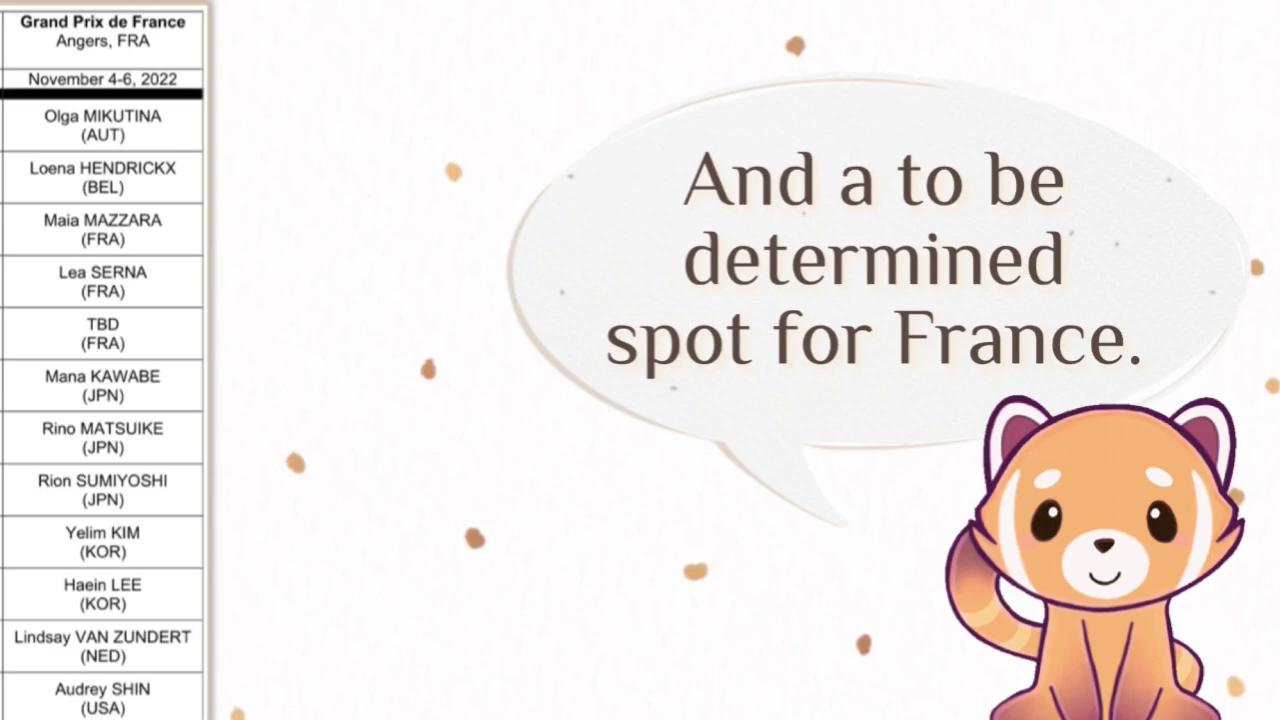 Grand Prix de France
Angers, FRA
November 4-6, 2022
Olga MIKUTINA
(AUT)
Loena HENDRICKX
(BEL)
Maia MAZZARA
(FRA)
Lea SERNA
(FRA)
TBD
(FRA)
Mana KAWABE
(JPN)
Rino MATSUIKE
(JPN)
Rion SUMIYOSHI
(JPN)
Yelim KIM
(KOR)
Haein LEE
(KOR)
Lindsay VAN ZUNDERT
(NED)
Audrey SHIN
(USA)
And a to be
determined
spot for France.